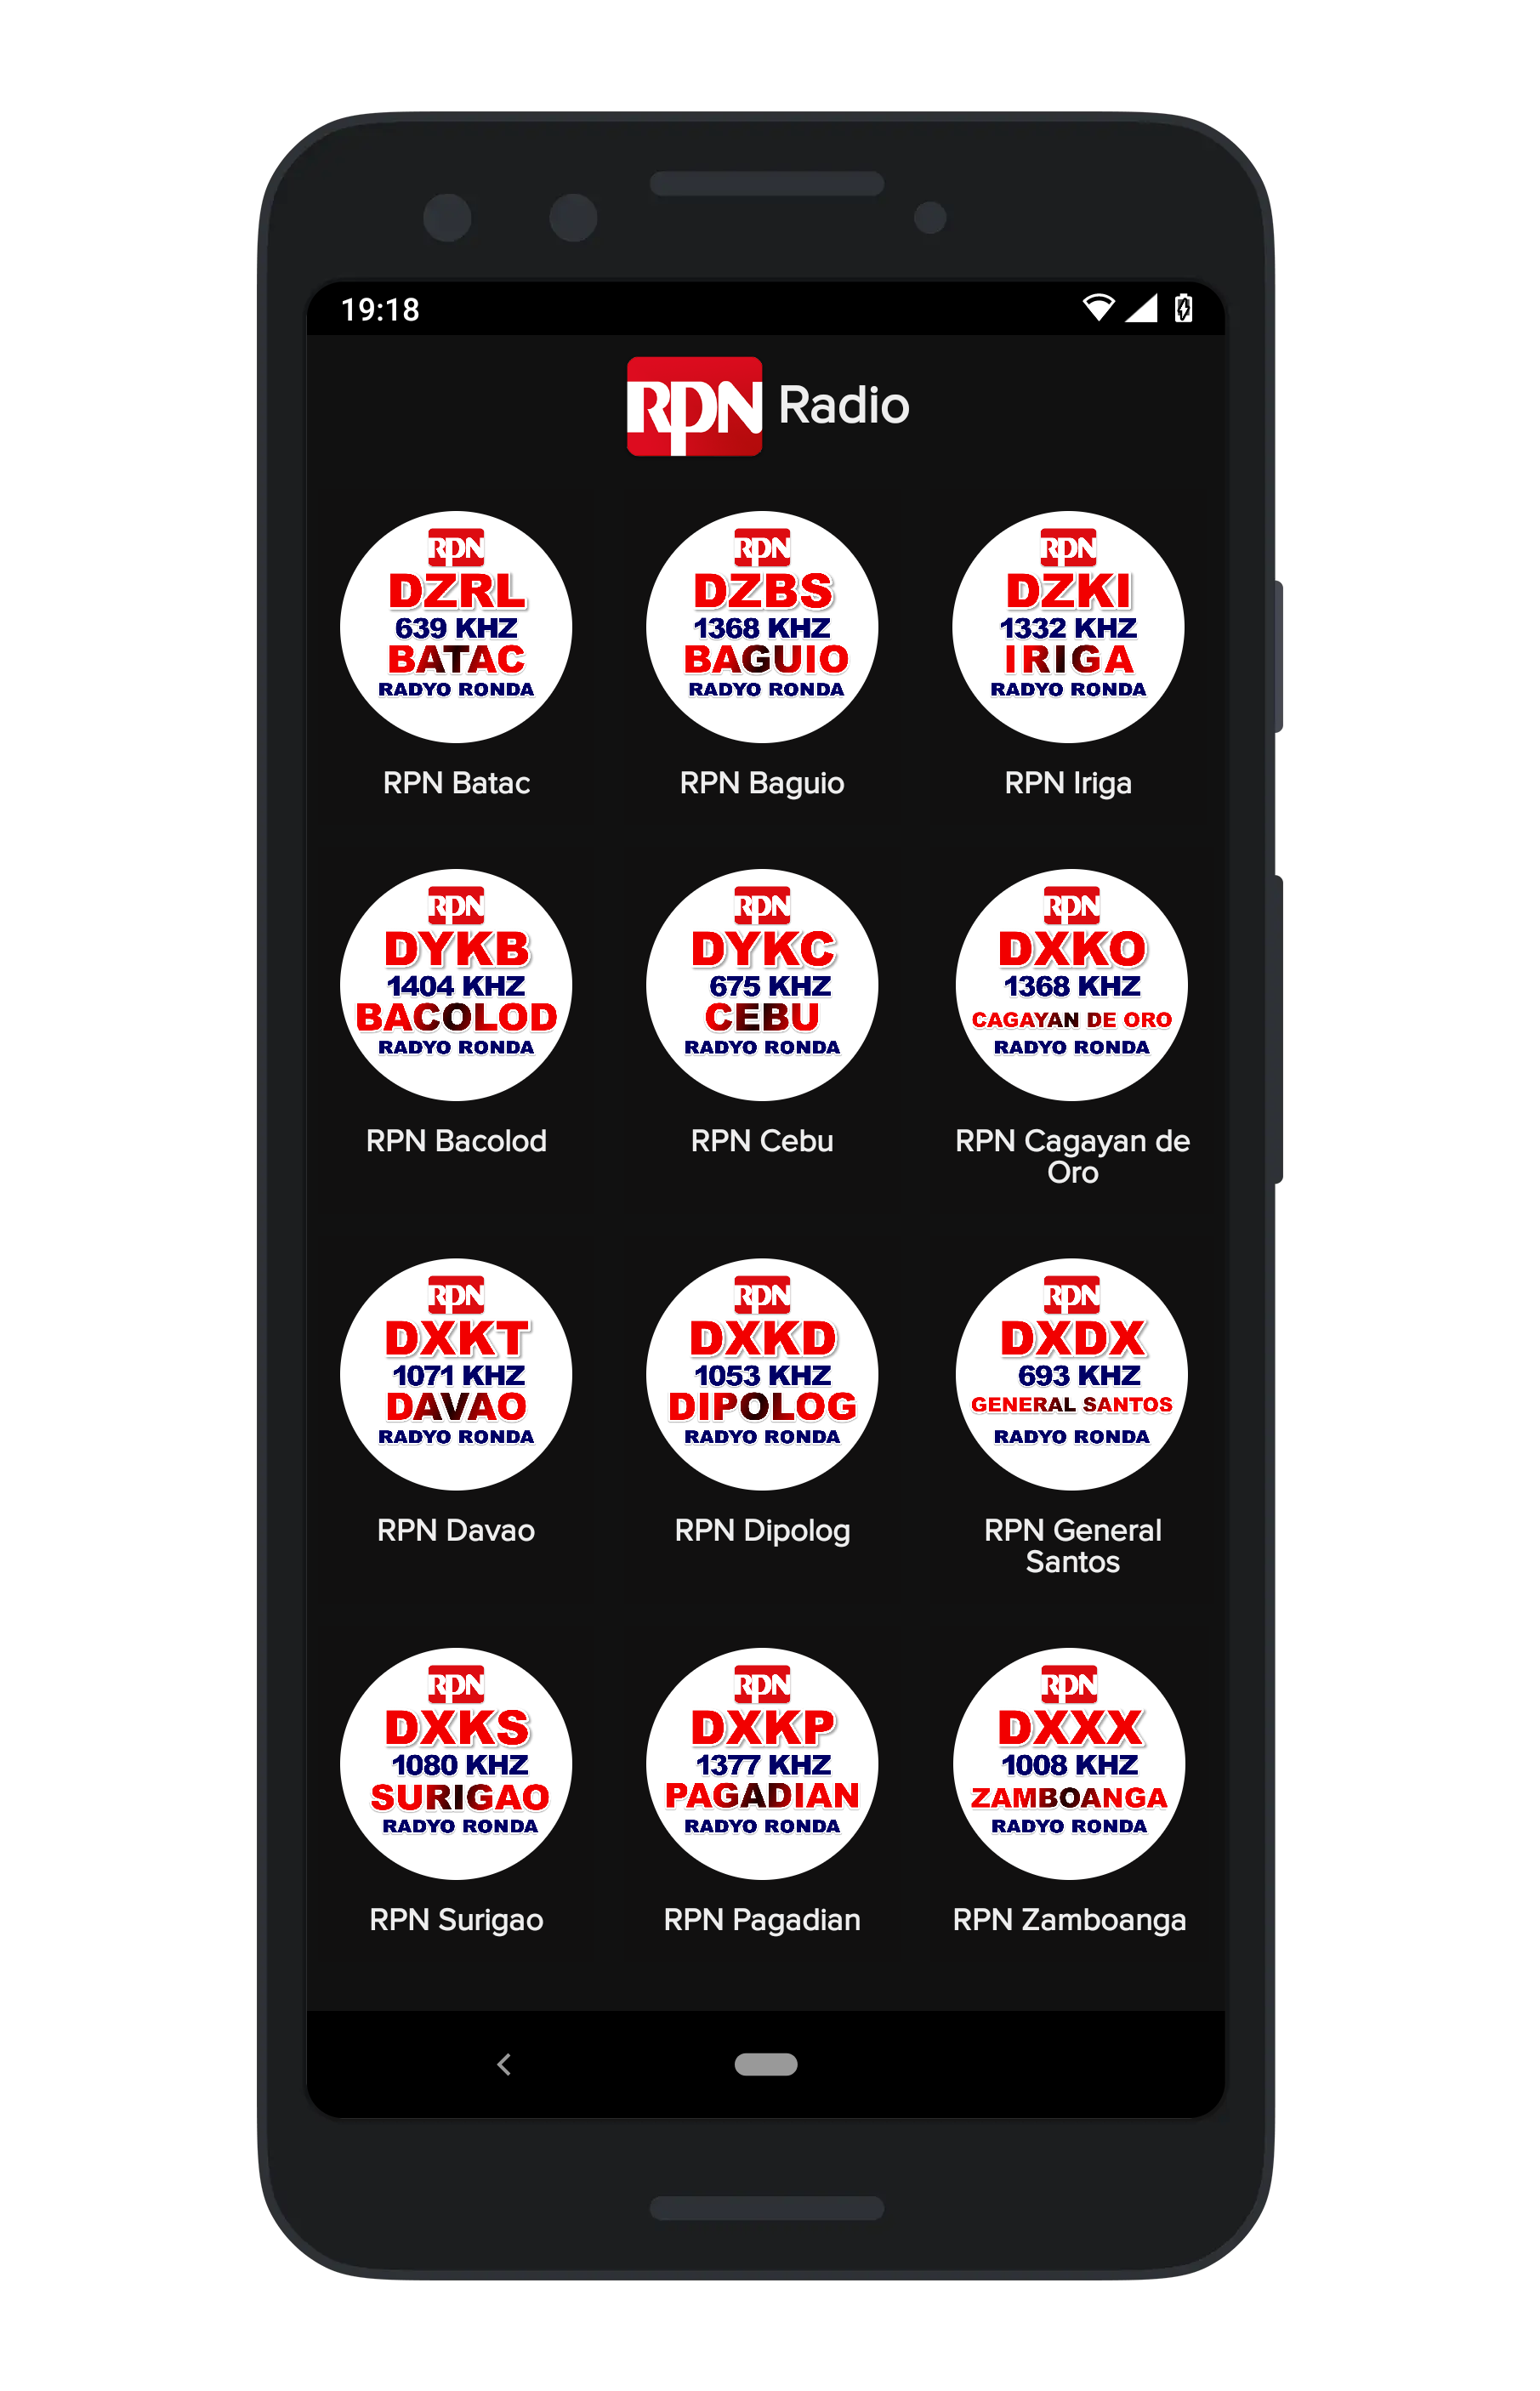 19:18
RPN Radio
RPN
DZRL
639 KHZ
BATAC
RADYO RONDA
RPN Batac
RPN
DZBS
1368 KHZ
BAGUIO
RADYO RONDA
RPN Baguio
RPN
DZKI
1332 KHZ
IRIGA
RADYO RONDA
RPN Iriga
RPN
DYKB
1404 KHZ
BACOLOD
RADYO RONDA
RPN Bacolod
RPN
DYKC
675 KHZ
CEBU
RADYO RONDA
RPN Cebu
RPN
DXKO
1368 KHZ
CAGAYAN DE ORO
RADYO RONDA
RPN Cagayan de
Oro
RPN
DXKT
1071 KHZ
DAVAO
RADYO RONDA
RPN Davao
RPN
DXKD
1053 KHZ
DIPOLOG
RADYO RONDA
RPN Dipolog
RPN
DXDX
693 KHZ
GENERAL SANTOS
RADYO RONDA
RPN General
Santos
RPN
DXKS
1080 KHZ
SURIGAO
RADYO RONDA
RPN Surigao
RPN
DXKP
1377 KHZ
PAGADIAN
RADYO RONDA
RPN Pagadian
RPN
DXXX
1008 KHZ
ZAMBOANGA
RADYO RONDA
RPN Zamboanga